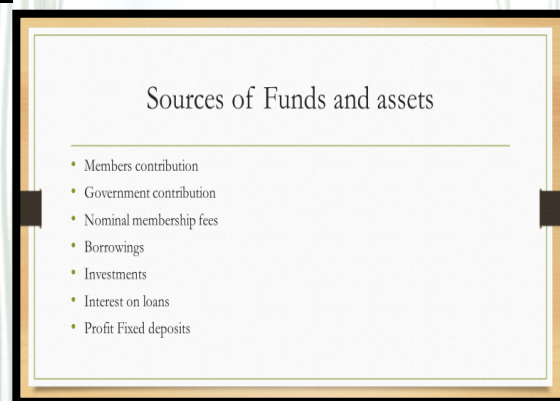 Sources of Funds and assets
• Members contribution
• Government contribution
• Nominal membership fees
• Borrowings
• Investments
• Interest on loans
• Profit Fixed deposits